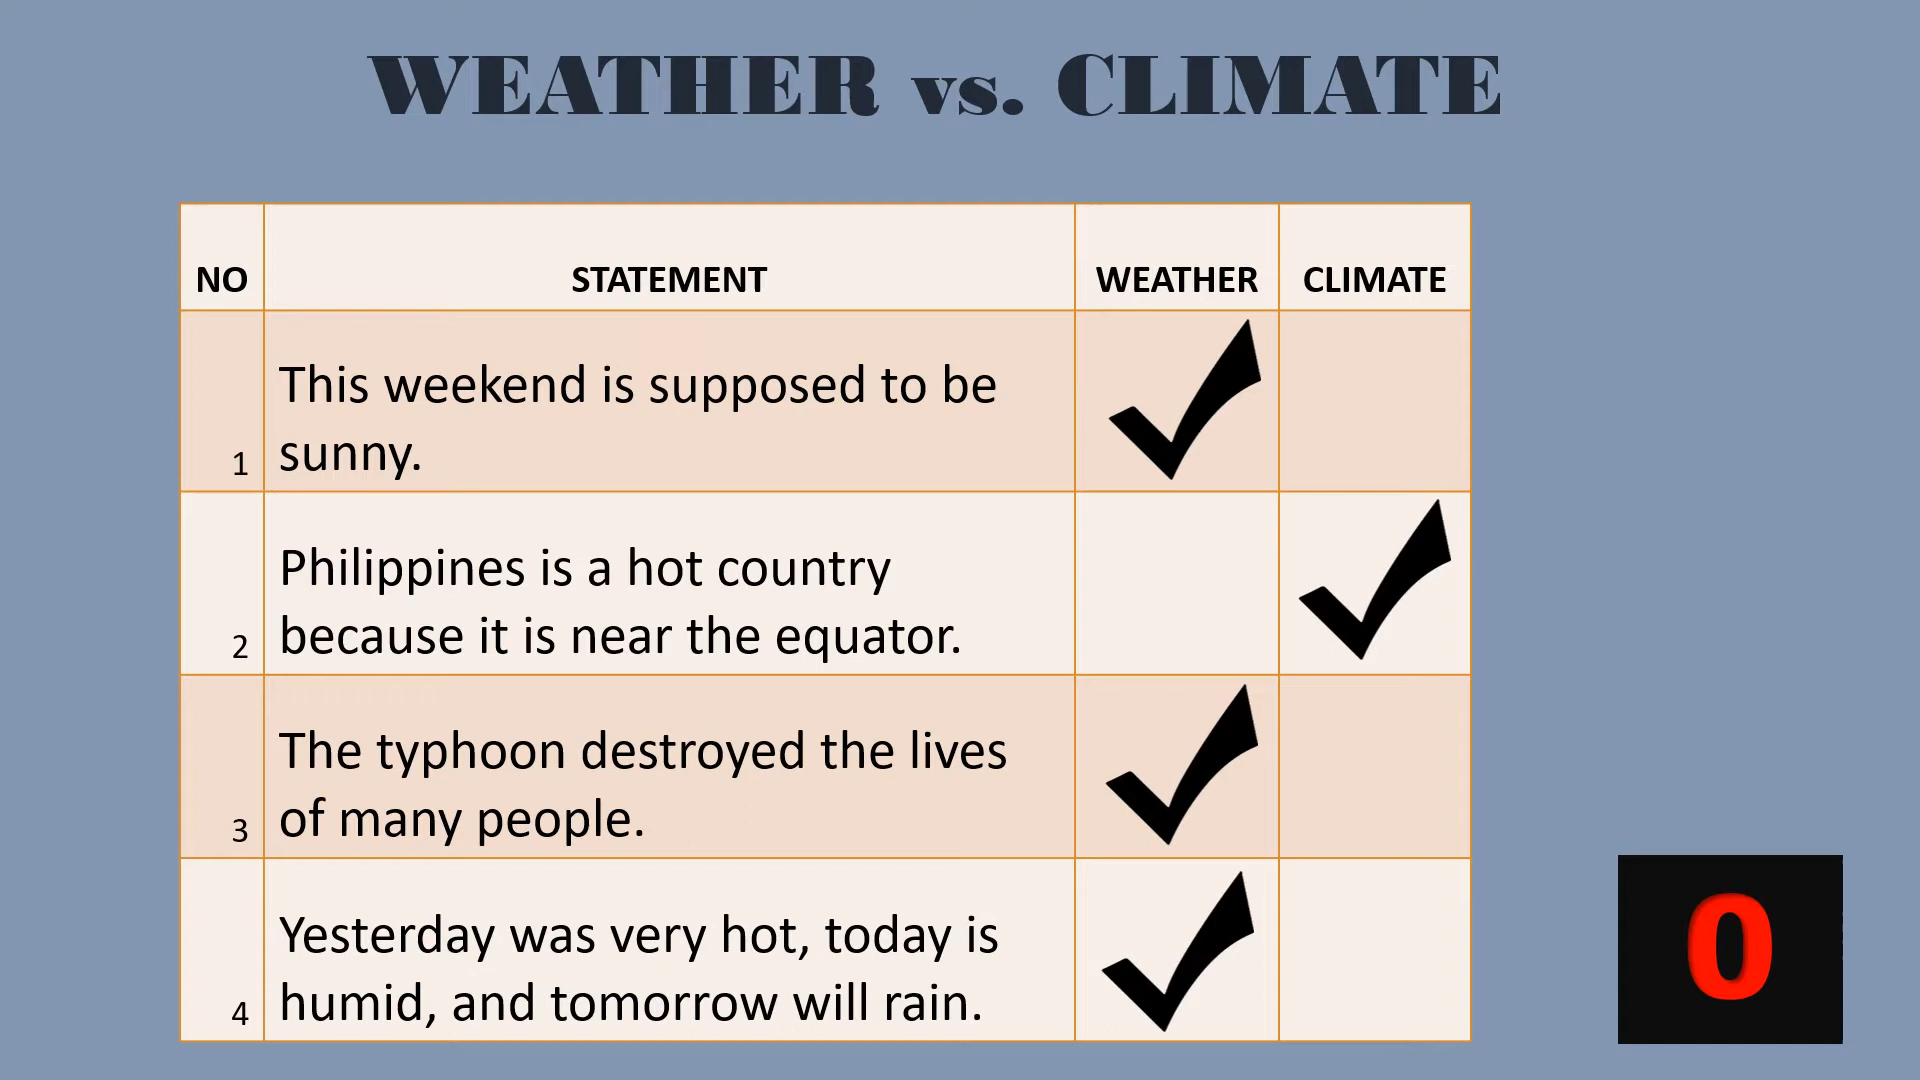 WEATHER vs. CLIMATE
NO STATEMENT WEATHER CLIMATE
This weekend is supposed to be
1 sunny.
Philippines is a hot country
2 because it is near the equator.
The typhoon destroyed the lives
3 of many people.
Yesterday was very hot, today is
4 humid, and tomorrow will rain.
0